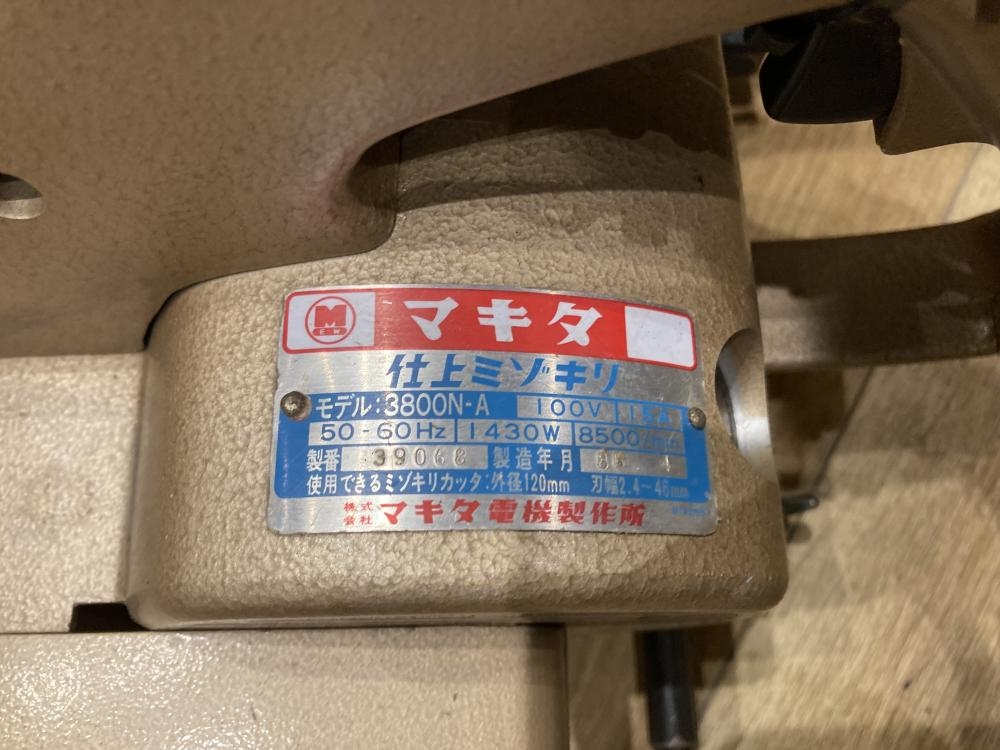 M
E W
マキタ
仕上ミゾキリ
モデル:3800N-A 100V 15A
50-60Hz 1430W 8500/min
製番 39068 製造年月
使用できるミゾキリカッタ:外径120mm 刃幅2.4~46mm
株式会社 マキタ電機製作所